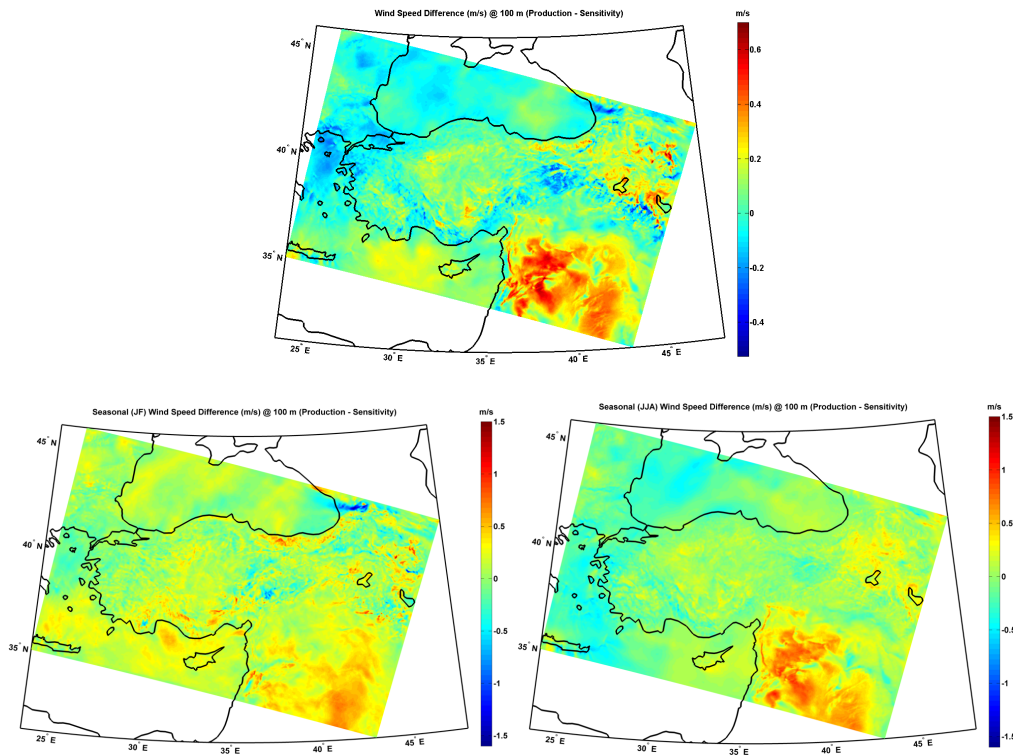 Wind Speed Difference (m/s) @ 100 m (Production - Sensitivity)
m/s
45° N
40° N
35° N
25° E
30° E
35° E
40° E
45° E
0.6
0.4
0.2
0
-0.2
-0.4
Seasonal (JF) Wind Speed Difference (m/s) @ 100 m (Production - Sensitivity)
m/s
45° N
40° N
35° N
25° E
30° E
35° E
40° E
45° E
1.5
1
0.5
0
-0.5
-1
-1.5
Seasonal (JJA) Wind Speed Difference (m/s) @ 100 m (Production - Sensitivity)
m/s
45° N
40° N
35° N
25° E
30° E
35° E
40° E
45° E
1.5
1
0.5
0
-0.5
-1
-1.5